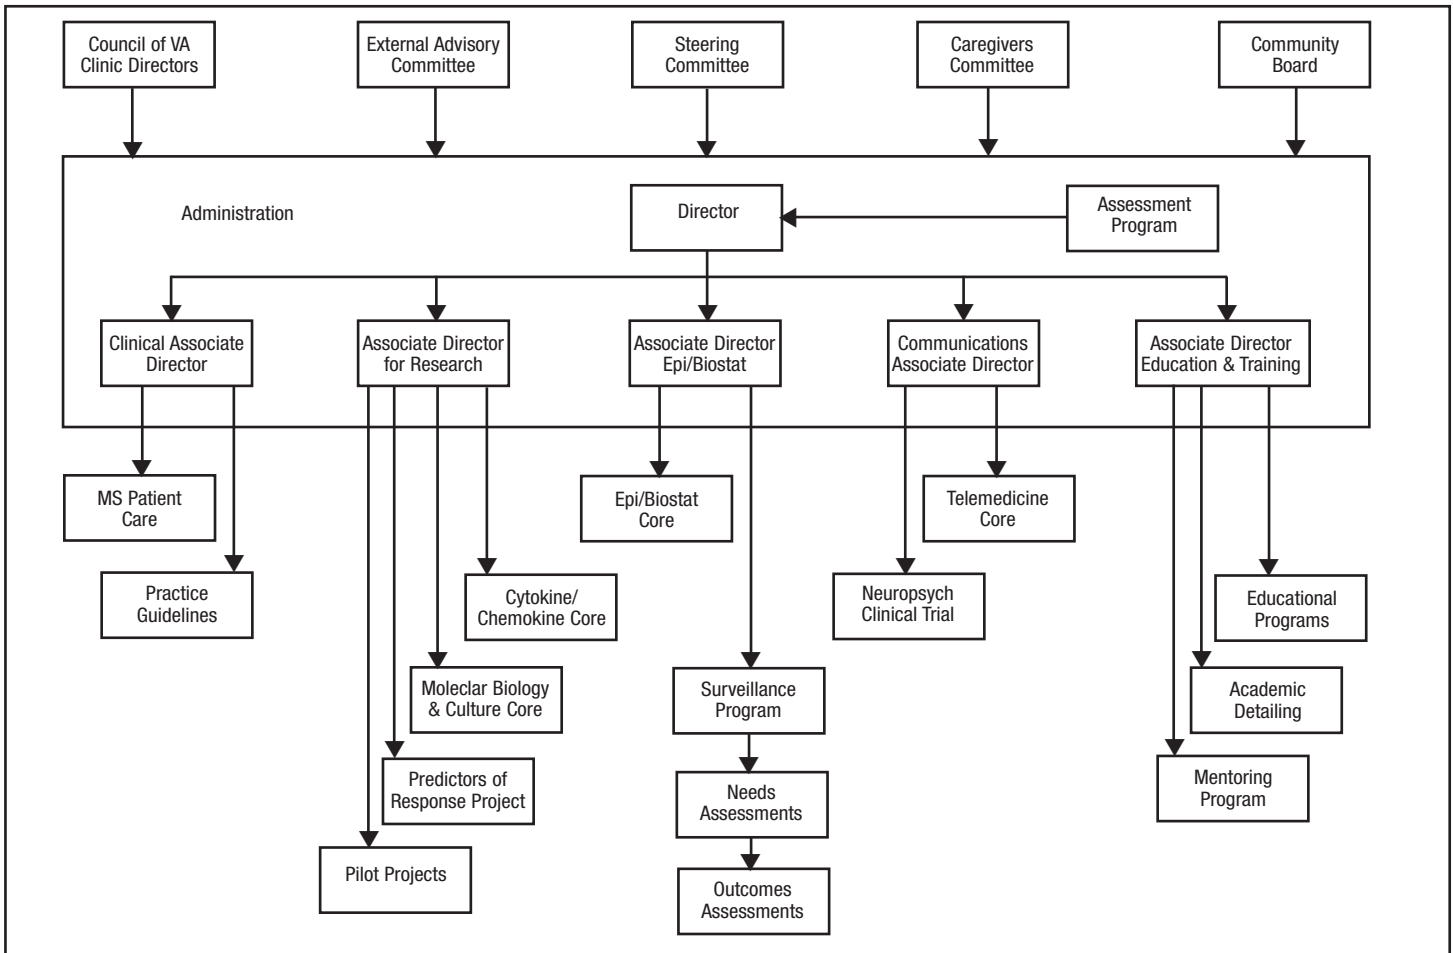 Council of VA
Clinic Directors
External Advisory
Committee
Steering
Committee
Caregivers
Committee
Community
Board
Administration
Director
Assessment
Program
Clinical Associate
Director
Associate Director
for Research
Associate Director
Epi/Biostat
Communications
Associate Director
Associate Director
Education & Training
MS Patient
Care
Epi/Biostat
Core
Telemedicine
Core
Practice
Guidelines
Cytokine/
Chemokine Core
Neuropsych
Clinical Trial
Educational
Programs
Moleclar Biology
& Culture Core
Surveillance
Program
Academic
Detailing
Predictors of
Response Project
Needs
Assessments
Mentoring
Program
Pilot Projects
Outcomes
Assessments